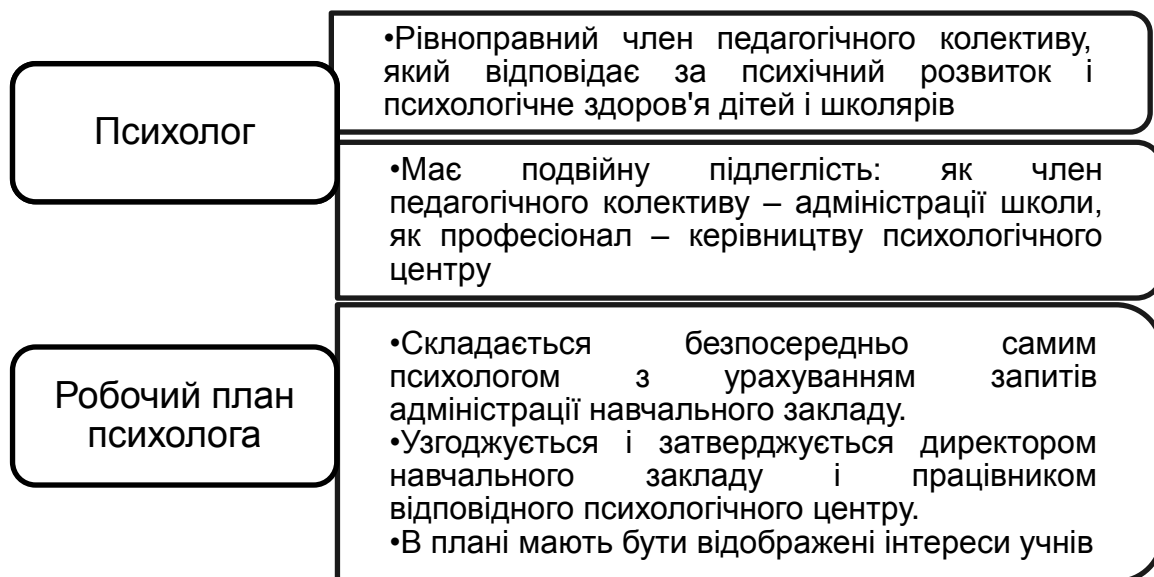 Психолог
•Рівноправний член педагогічного колективу,
який відповідає за психічний розвиток і
психологічне здоров'я дітей і школярів
•Має подвійну підлеглість: як член
педагогічного колективу – адміністрації школи,
як професіонал – керівництву психологічного
центру
Робочий план
психолога
•Складається безпосередньо самим
психологом з урахуванням запитів
адміністрації навчального закладу.
•Узгоджується і затверджується директором
навчального закладу і працівником
відповідного психологічного центру.
•В плані мають бути відображені інтереси учнів